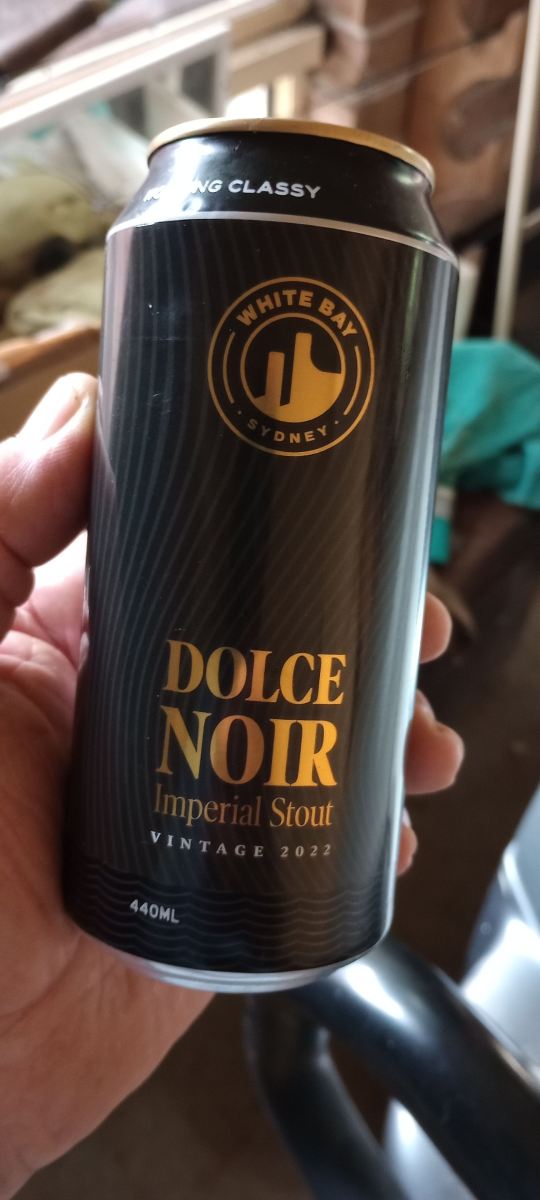 CLASSY
WHITE BAY
SYDNEY
DOLCE
NOIR
Imperial Stout
VINTAGE 2022
440ML